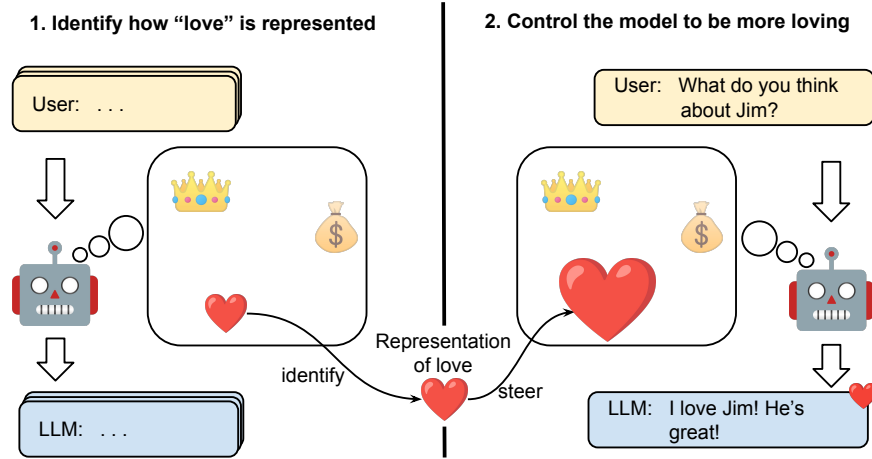 1. Identify how “love” is represented
User: . . .
$
identify
LLM: . . .
Representation
of love
2. Control the model to be more loving
User: What do you think
about Jim?
$
steer
LLM: I love Jim! He's
great!